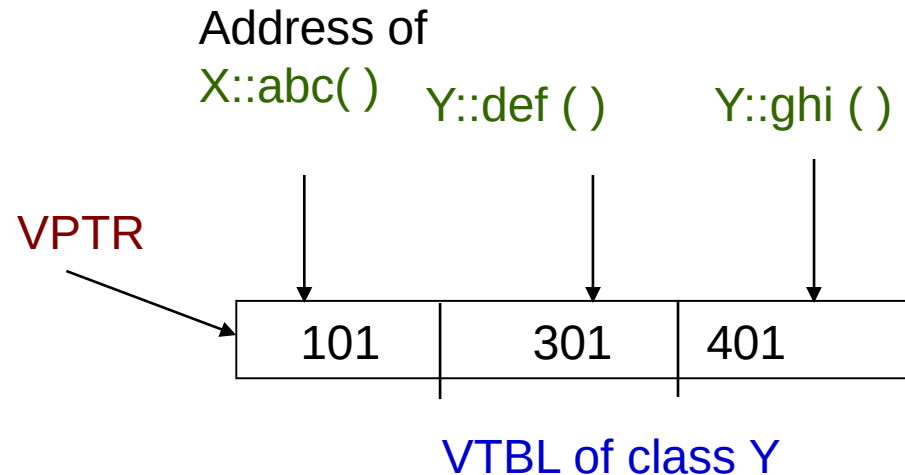 Address of
X::abc( )
Y::def ( )
Y::ghi ( )
VPTR
101
301
401
VTBL of class Y